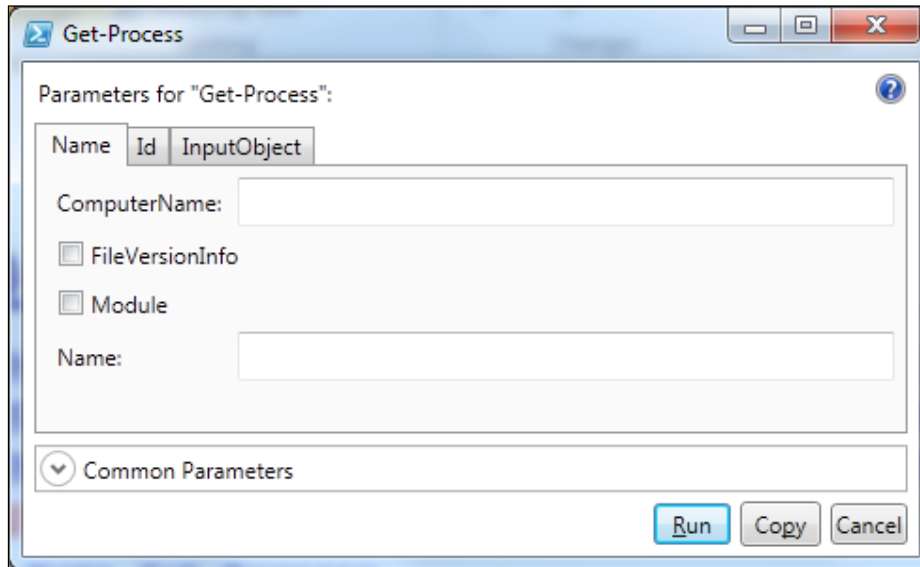 Get-Process
Parameters for "Get-Process":
Name Id InputObject
ComputerName:
FileVersionInfo
Module
Name:
Common Parameters
Run Copy Cancel